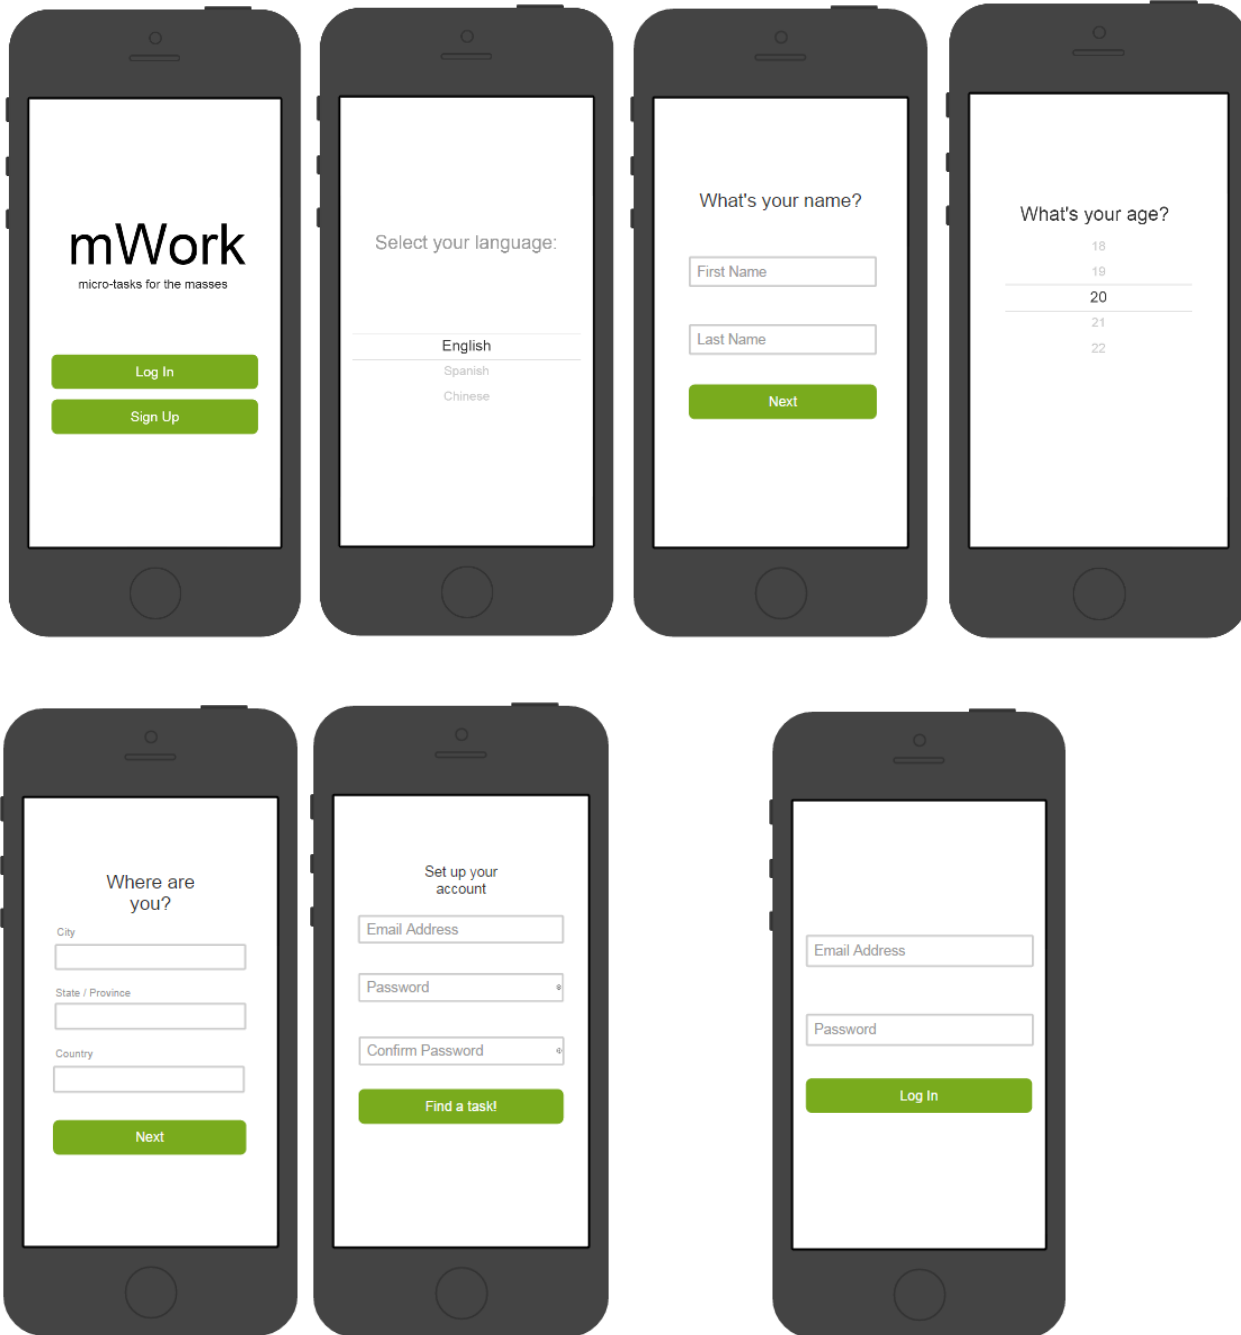 mWork
micro-tasks for the masses
Log In
Sign Up
Select your language:
English
Spanish
Chinese
What's your name?
First Name
Last Name
Next
What's your age?
18
19
20
21
22
Where are
you?
City
State / Province
Country
Next
Set up your
account
Email Address
Password
Confirm Password
Find a task!
Email Address
Password
Log In